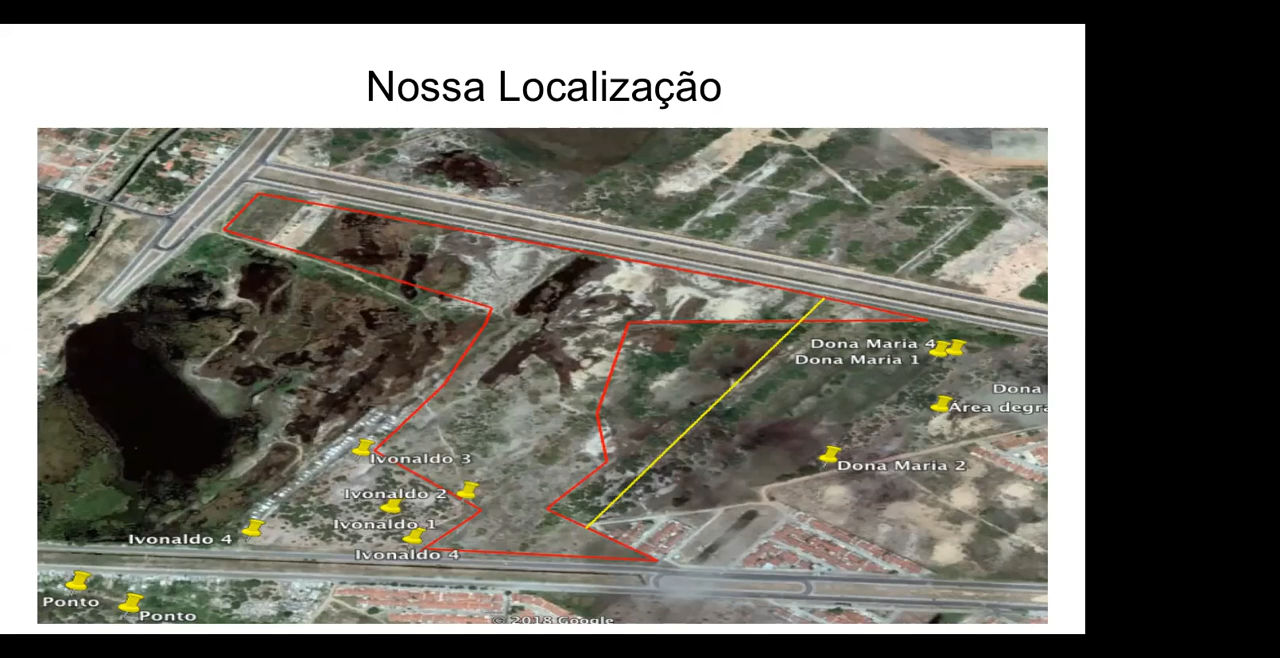 Nossa Localização
Dona Maria 4
Dona Maria 1
Dona
Área degra
Ivonaldo 3
Dona Maria 2
Ivonaldo 2
Ivonaldo 1
Ivonaldo 4
Ivonaldo 4
Ponto
Ponto
© 2018 Google